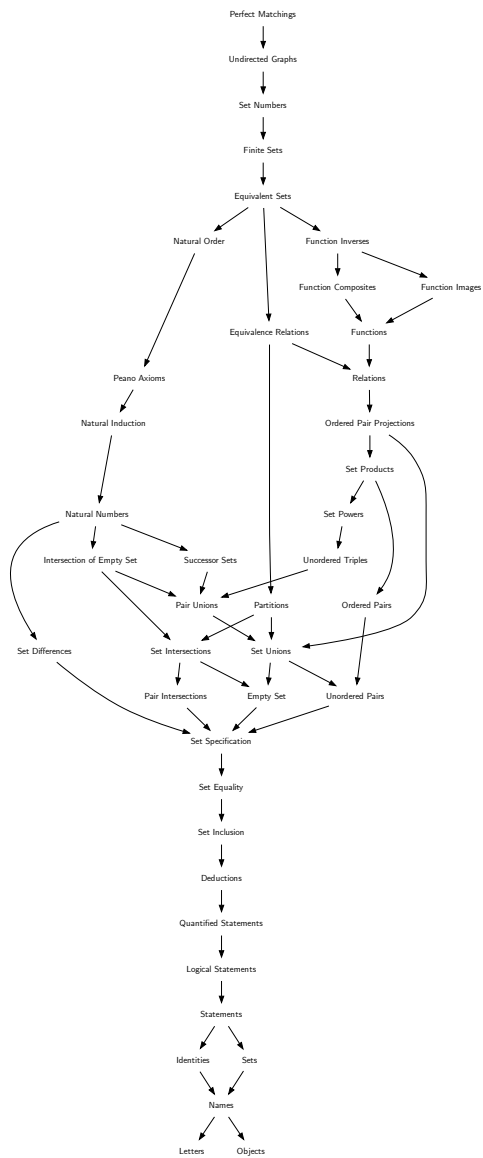 Perfect Matchings
Undirected Graphs
Set Numbers
Finite Sets
Equivalent Sets
Natural Order
Function Inverses
Function Composites
Function Images
Equivalence Relations
Functions
Peano Axioms
Relations
Natural Induction
Ordered Pair Projections
Set Products
Natural Numbers
Set Powers
Intersection of Empty Set
Successor Sets
Unordered Triples
Pair Unions
Partitions
Ordered Pairs
Set Differences
Set Intersections
Set Unions
Pair Intersections
Empty Set
Unordered Pairs
Set Specification
Set Equality
Set Inclusion
Deductions
Quantified Statements
Logical Statements
Statements
Identities
Sets
Names
Letters
Objects